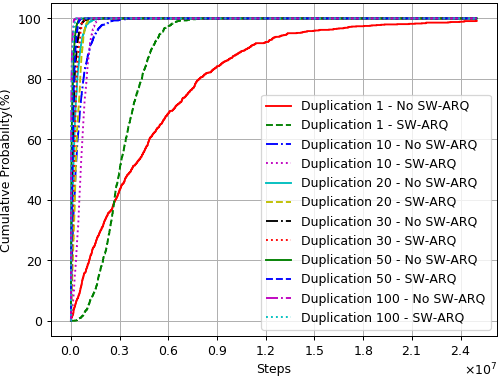 100
80
60
40
20
0
Cumulative Probability(%)
Duplication 1 - No SW-ARQ
Duplication 1 - SW-ARQ
Duplication 10 - No SW-ARQ
Duplication 10 - SW-ARQ
Duplication 20 - No SW-ARQ
Duplication 20 - SW-ARQ
Duplication 30 - No SW-ARQ
Duplication 30 - SW-ARQ
Duplication 50 - No SW-ARQ
Duplication 50 - SW-ARQ
Duplication 100 - No SW-ARQ
Duplication 100 - SW-ARQ
0.0 0.3 0.6 0.9 1.2 1.5 1.8 2.1 2.4
Steps
×10⁷